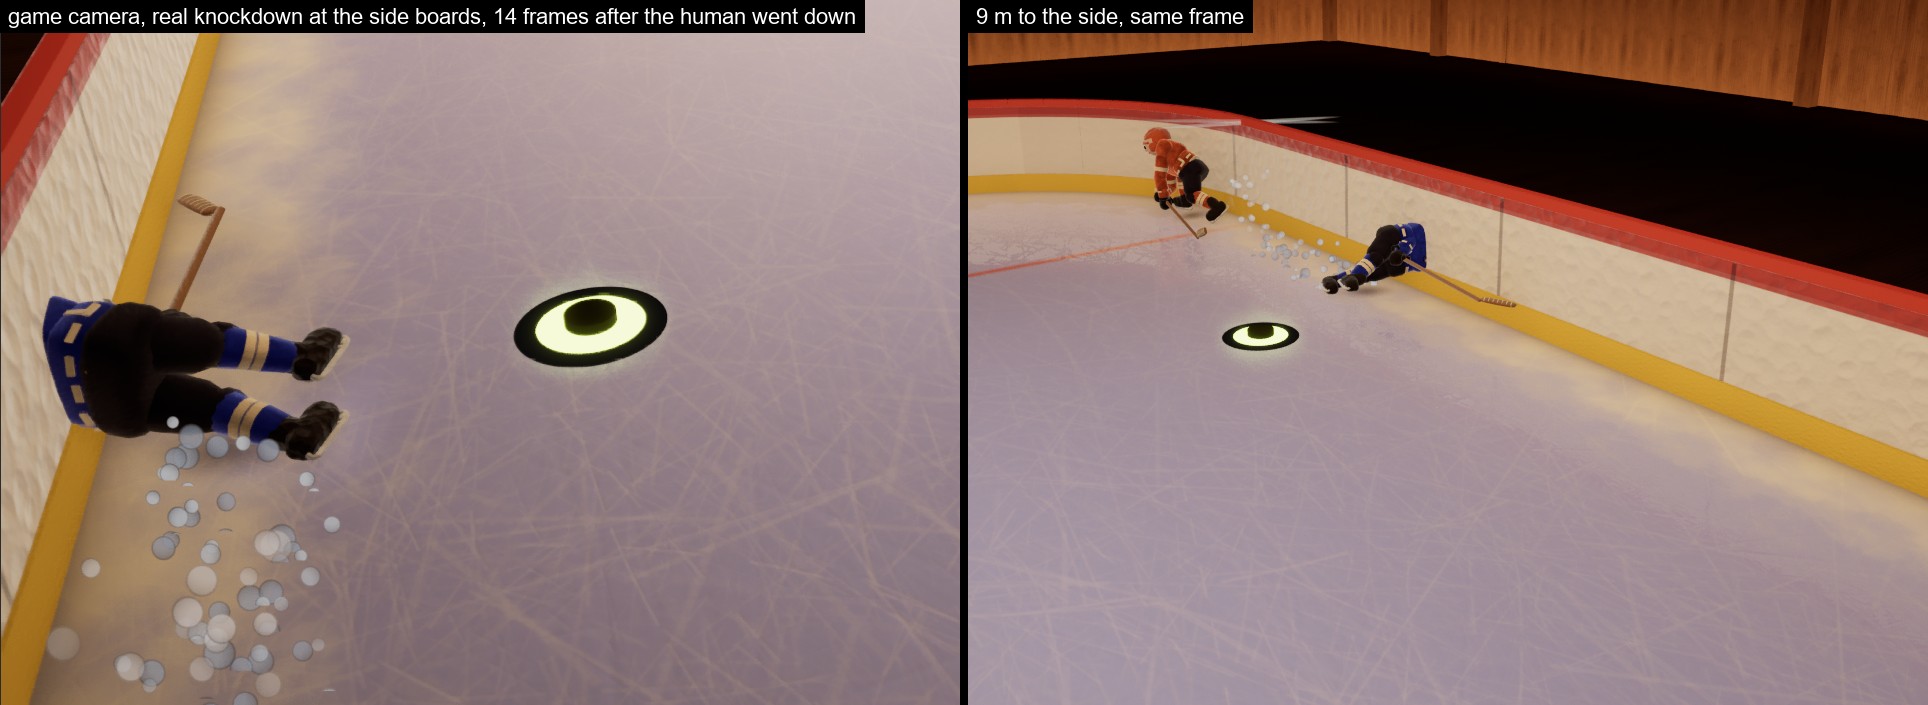 game camera, real knockdown at the side boards, 14 frames after the human went down
9 m to the side, same frame